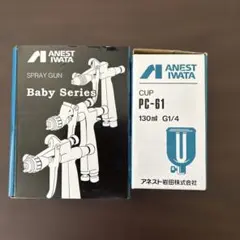 ANEST
IWATA
SPRAY GUN
Baby Series
ANEST
IWATA
CUP
PC-61
130ml G1/4
アネスト岩田株式会社